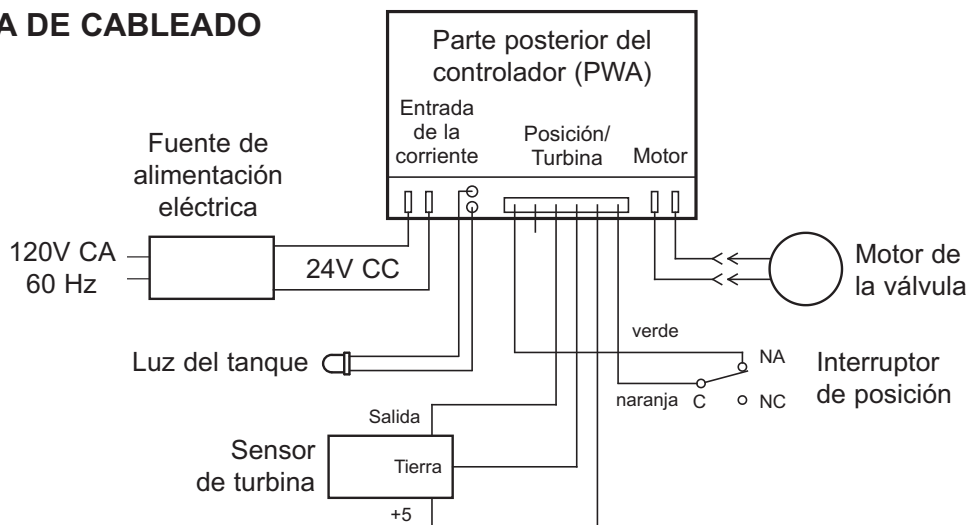 A DE CABLEADO
Parte posterior del
controlador (PWA)
Entrada
de la
corriente
Posición/
Turbina
Motor
Fuente de
alimentación
eléctrica
120V CA
60 Hz
24V CC
Motor de
la válvula
verde
Luz del tanque
NA
Interruptor
de posición
naranja
C
NC
Salida
Sensor
de turbina
Tierra
+5